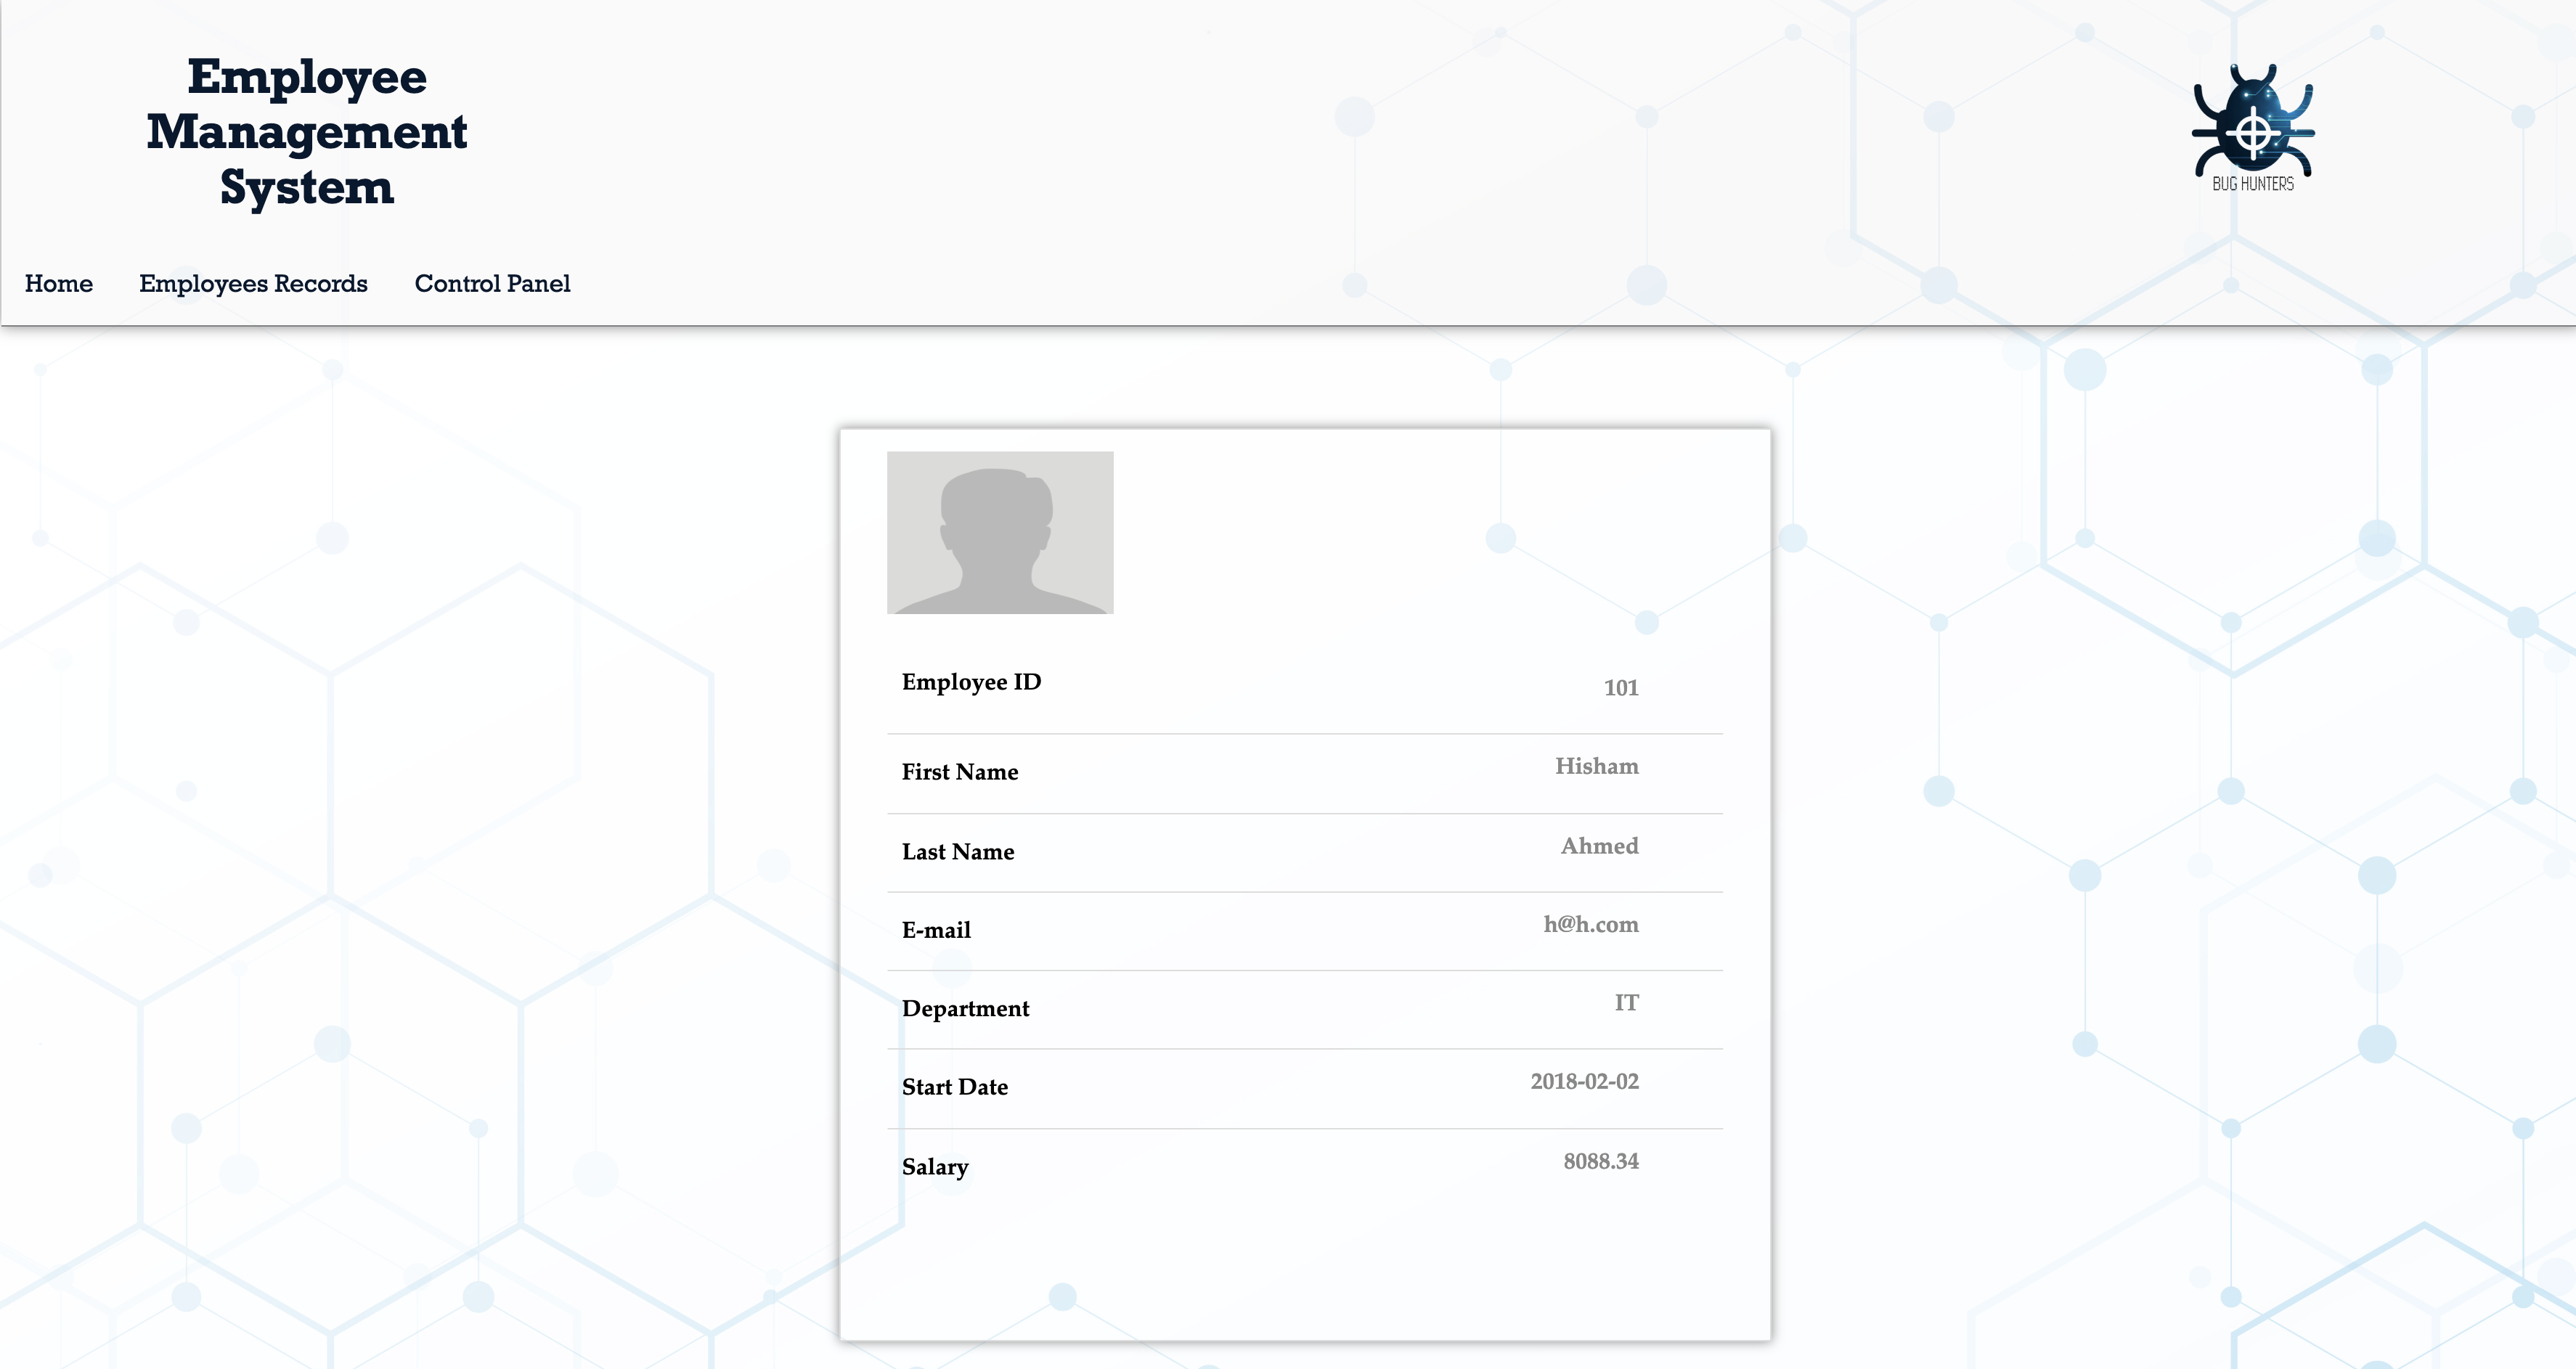 Employee
Management
System
BUG HUNTERS
Home Employees Records Control Panel
Employee ID 101
First Name Hisham
Last Name Ahmed
E-mail h@h.com
Department IT
Start Date 2018-02-02
Salary 8088.34